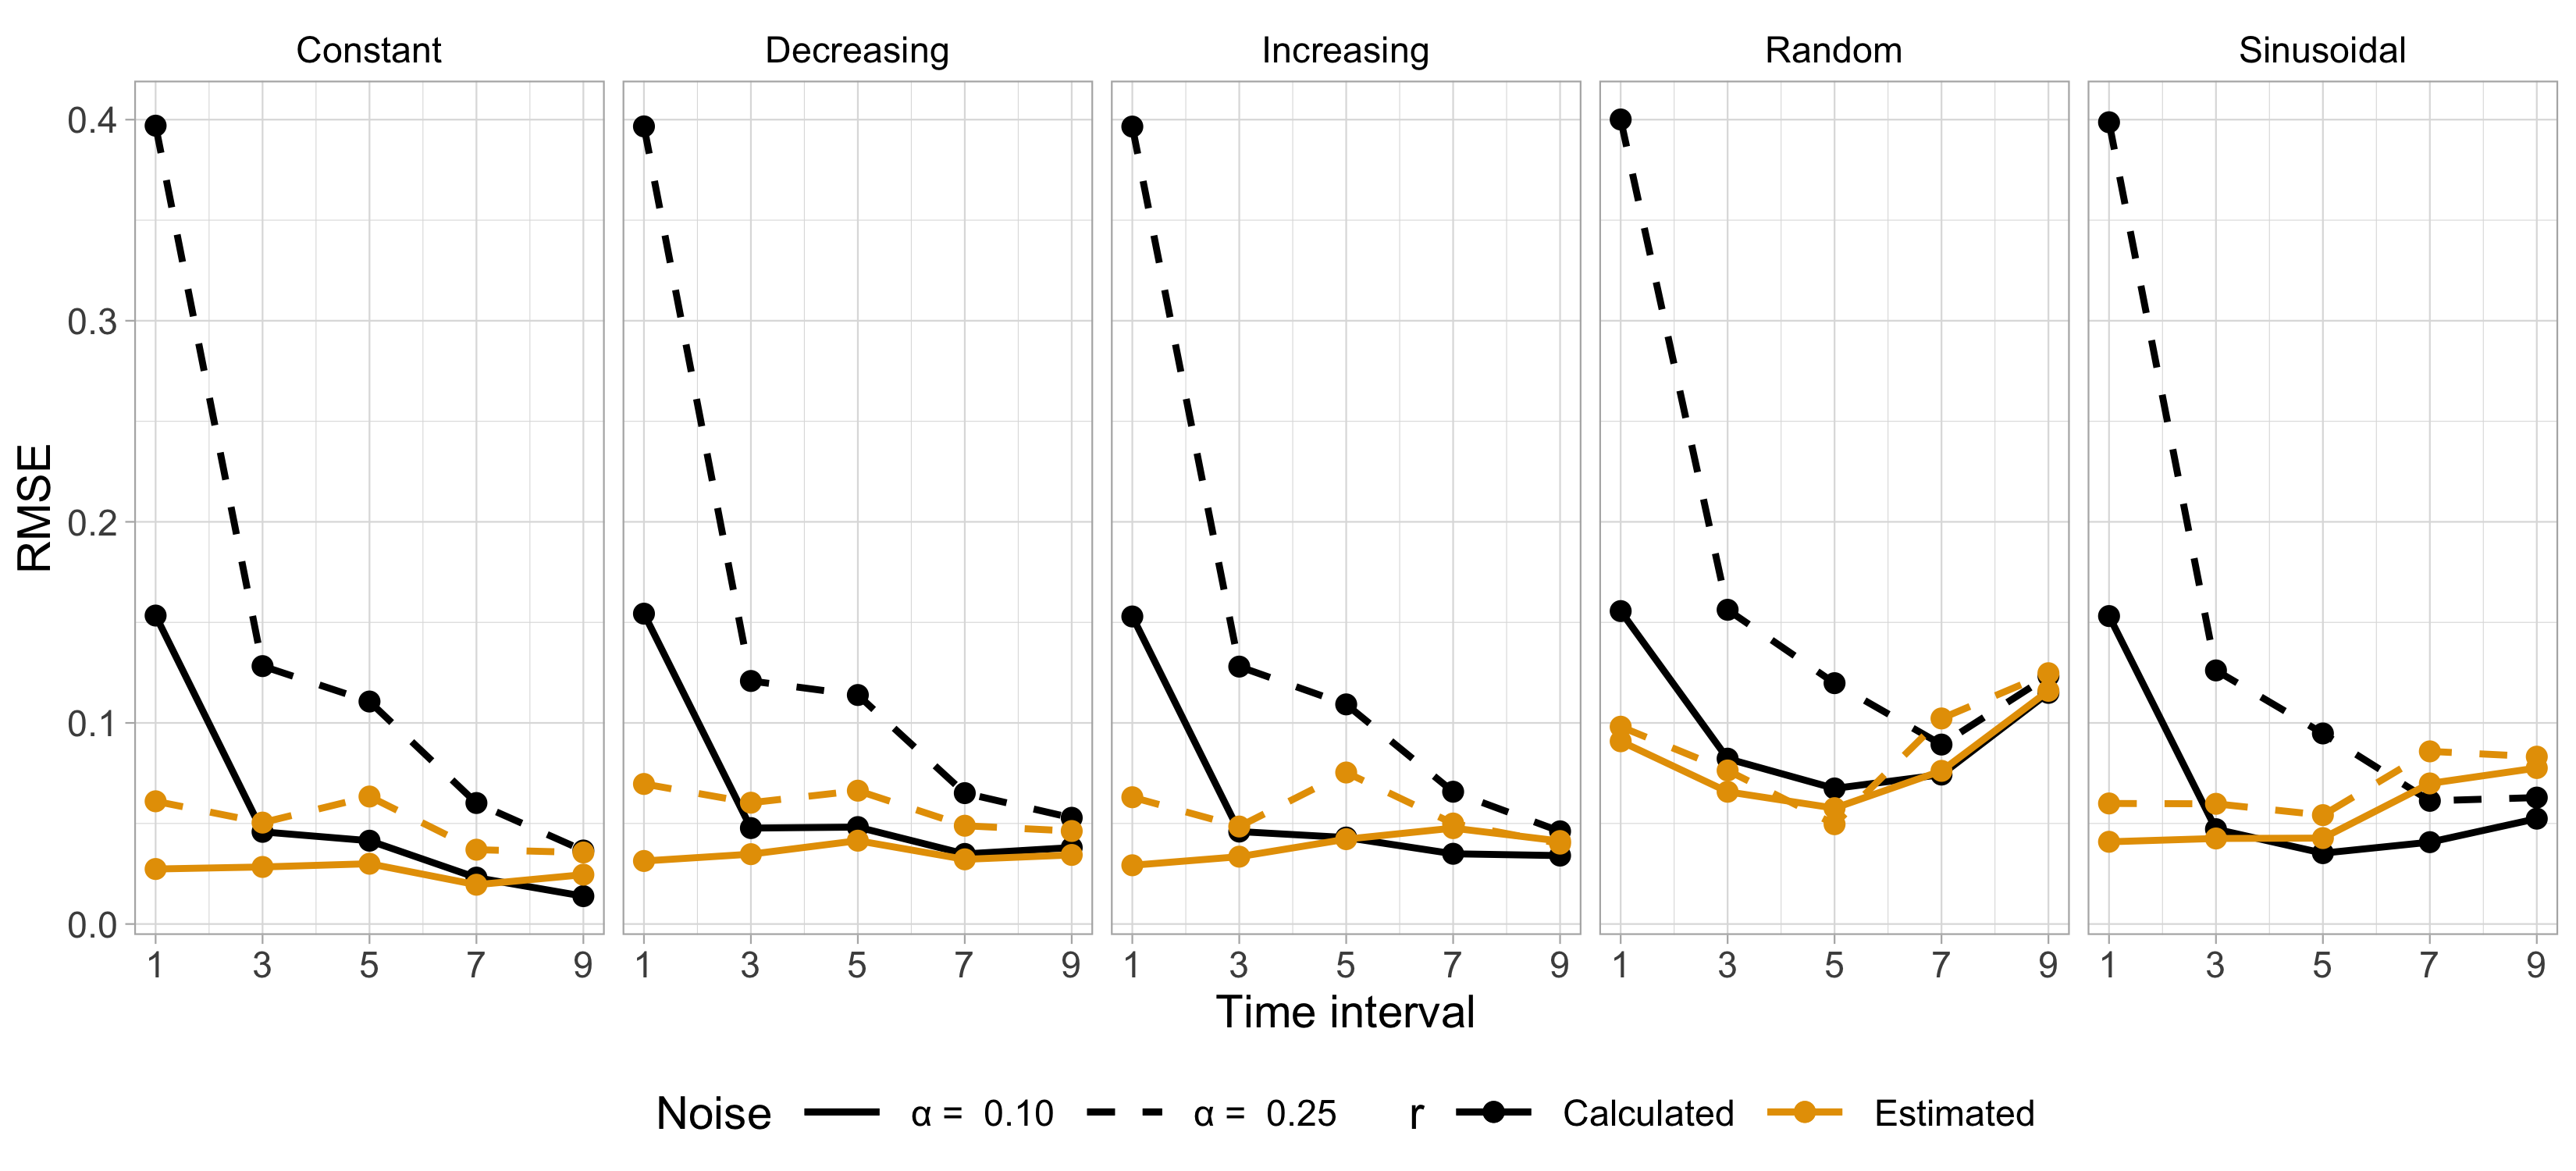 Constant Decreasing Increasing Random Sinusoidal
0.4
0.3
0.2
0.1
0.0
RMSE
1 3 5 7 9 1 3 5 7 9 1 3 5 7 9 1 3 5 7 9 1 3 5 7 9
Time interval
Noise α = 0.10 α = 0.25 r Calculated Estimated